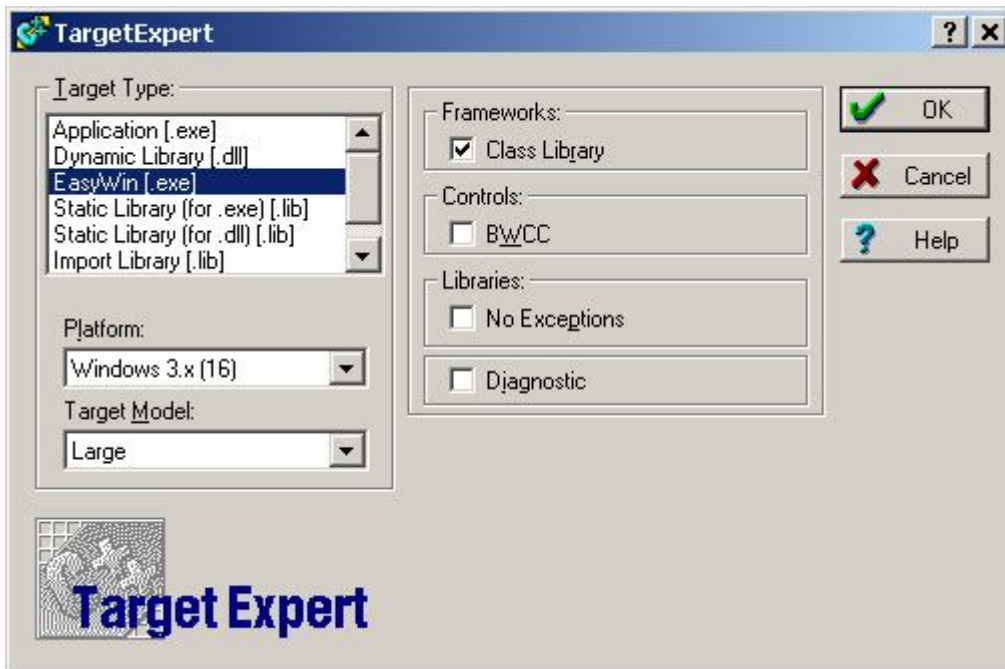 TargetExpert
Target Type:
Application [.exe]
Dynamic Library [.dll]
EasyWin [.exe]
Static Library (for .exe) [.lib]
Static Library (for .dll) [.lib]
Import Library [.lib]
Platform:
Windows 3.x (16)
Target Model:
Large
Frameworks:
Class Library
Controls:
BWCC
Libraries:
No Exceptions
Diagnostic
OK
Cancel
Help
Target Expert